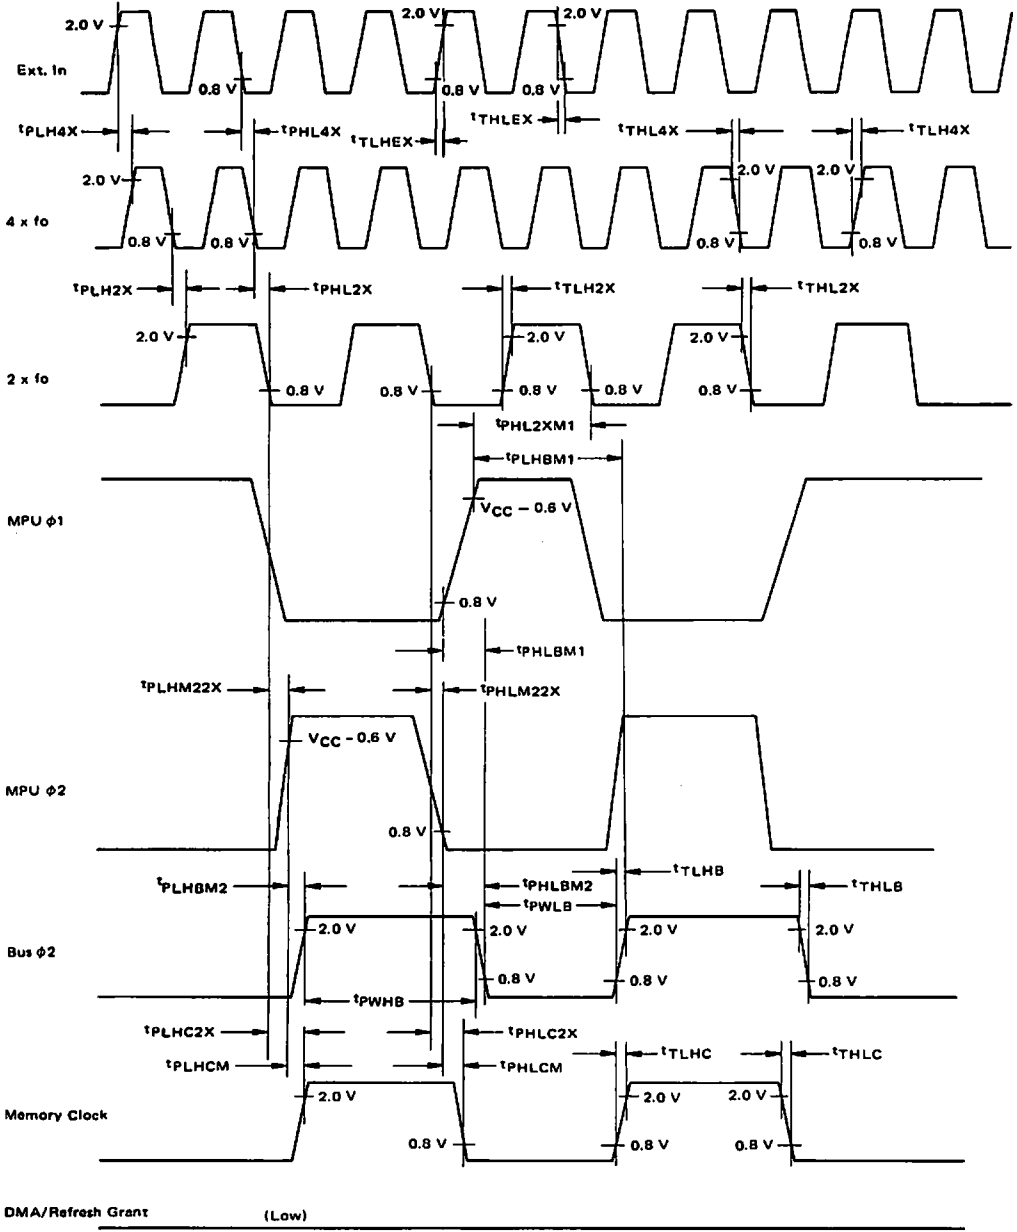 2.0 V 2.0 V 2.0 V
Ext. In
0.8 V 0.8 V 0.8 V
tPLH4X tPHL4X tTLHEX tTHLEX tTHL4X tTLH4X
2.0 V 2.0 V 2.0 V
4 x fo
0.8 V 0.8 V 0.8 V 0.8 V
tPLH2X tPHL2X tTLH2X tTHL2X
2.0 V 2.0 V 2.0 V
2 x fo
0.8 V 0.8 V 0.8 V 0.8 V 0.8 V
tPHL2XM1
tPLHBM1
MPU φ1
VCC – 0.6 V
0.8 V
tPHLBM1
tPLHM22X tPHLM22X
VCC – 0.6 V
MPU φ2
0.8 V
tPLHBM2 tPHLBM2 tTLHB tTHLB
tPWLB
2.0 V 2.0 V 2.0 V 2.0 V
Bus φ2
0.8 V 0.8 V 0.8 V
tPWHB
tPLHC2X tPHLC2X
tPLHCM tPHLCM tTLHC tTHLC
2.0 V 2.0 V 2.0 V
Memory Clock
0.8 V 0.8 V 0.8 V
DMA/Refresh Grant (Low)